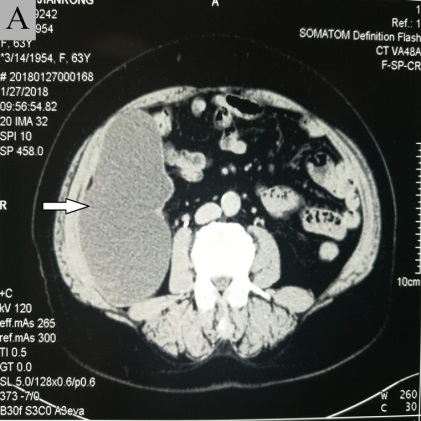 A
JIANRONG
9242
954
F, 63Y
*3/14/1954, F, 63Y
# 20180127000168
1/27/2018
09:56:54.82
20 IMA 32
SPI 10
SP 458.0
R
+C
kV 120
eff.mAs 265
ref.mAs 300
TI 0.5
GT 0.0
SL 5.0/128x0.6/p0.6
373 -7/0
B30f S3C0 A3eva
A
1
Ref.: 1
SOMATOM Definition Flash
CT VA48A
F-SP-CR
10cm
W 260
C 30